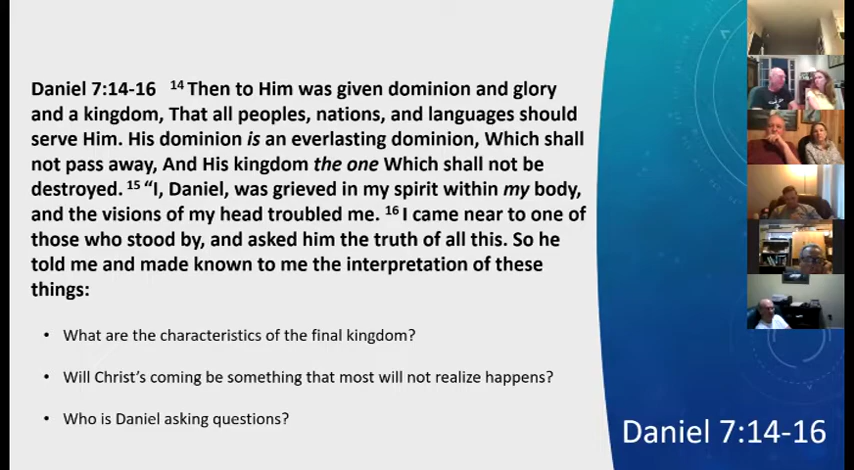 Daniel 7:14-16 ¹⁴ Then to Him was given dominion and glory
and a kingdom, That all peoples, nations, and languages should
serve Him. His dominion is an everlasting dominion, Which shall
not pass away, And His kingdom the one Which shall not be
destroyed. ¹⁵ “I, Daniel, was grieved in my spirit within my body,
and the visions of my head troubled me. ¹⁶ I came near to one of
those who stood by, and asked him the truth of all this. So he
told me and made known to me the interpretation of these
things:
• What are the characteristics of the final kingdom?
• Will Christ’s coming be something that most will not realize happens?
• Who is Daniel asking questions?
Daniel 7:14-16